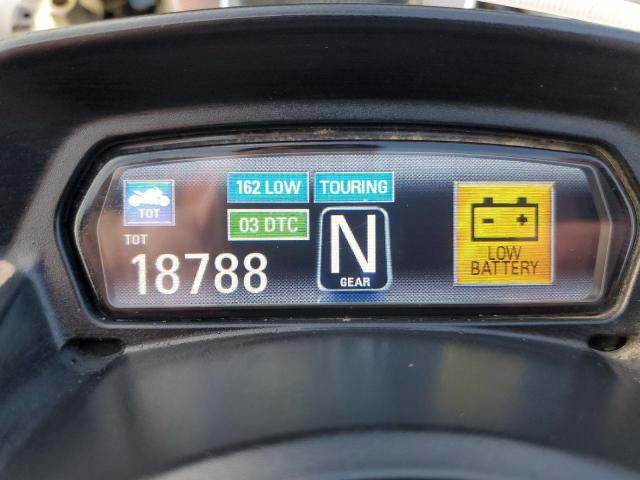 TOT
162 LOW
TOURING
03 DTC
TOT
18788
N
GEAR
LOW
BATTERY